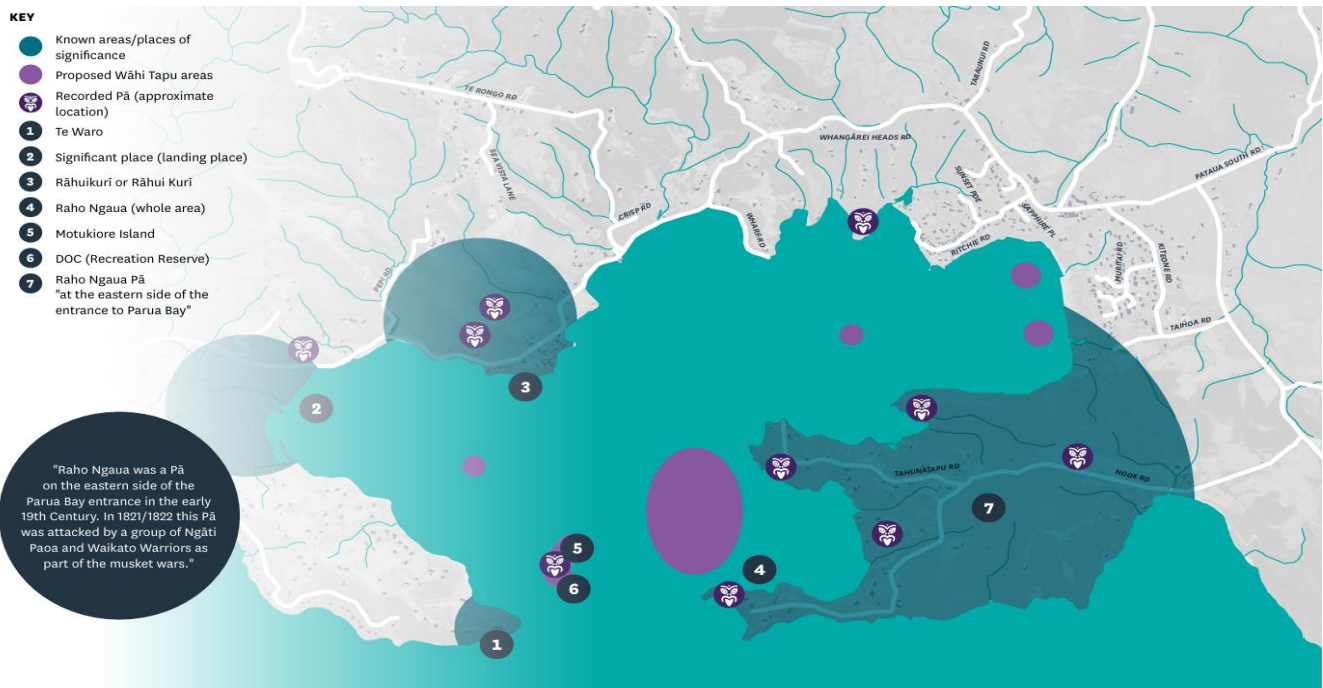 KEY
Known areas/places of
significance
Proposed Wāhi Tapu areas
Recorded Pā (approximate
location)
1 Te Waro
2 Significant place (landing place)
3 Rāhuikurī or Rāhui Kurī
4 Raho Ngaua (whole area)
5 Motukiore Island
6 DOC (Recreation Reserve)
7 Raho Ngaua Pā
"at the eastern side of the
entrance to Parua Bay"
TE RONGO RD
SEA VISTA LANE
CRISP RD
WHARF RD
WHANGĀREI HEADS RD
TARAUNUI RD
SUNSET PDE
SAPPHIRE PL
RITCHIE RD
PATAUA SOUTH RD
MURITAI RD
KITEONE RD
TAIHOA RD
PEPI RD
TAHUNATAPU RD
NOOK RD
2
3
5
6
4
7
1
"Raho Ngaua was a Pā
on the eastern side of the
Parua Bay entrance in the early
19th Century. In 1821/1822 this Pā
was attacked by a group of Ngāti
Paoa and Waikato Warriors as
part of the musket wars."